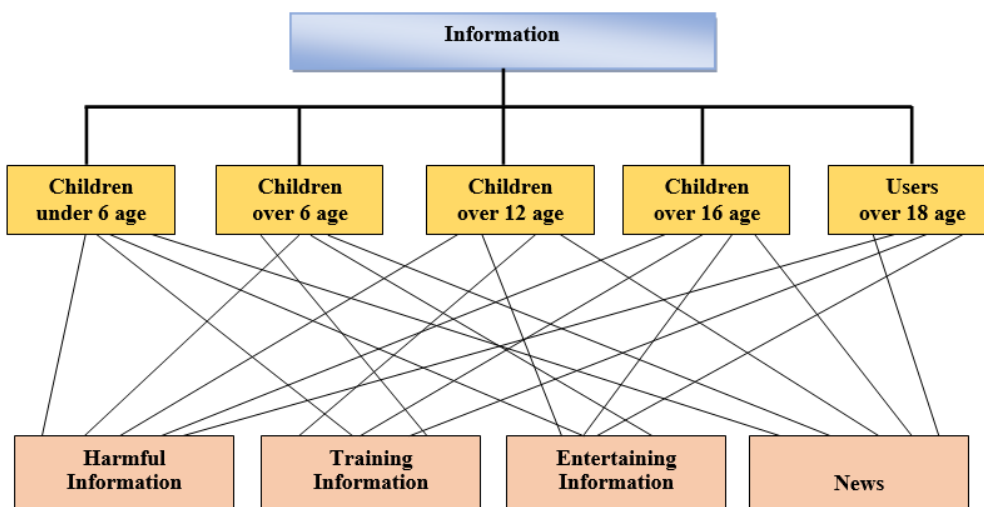 Information
Children
under 6 age
Children
over 6 age
Children
over 12 age
Children
over 16 age
Users
over 18 age
Harmful
Information
Training
Information
Entertaining
Information
News